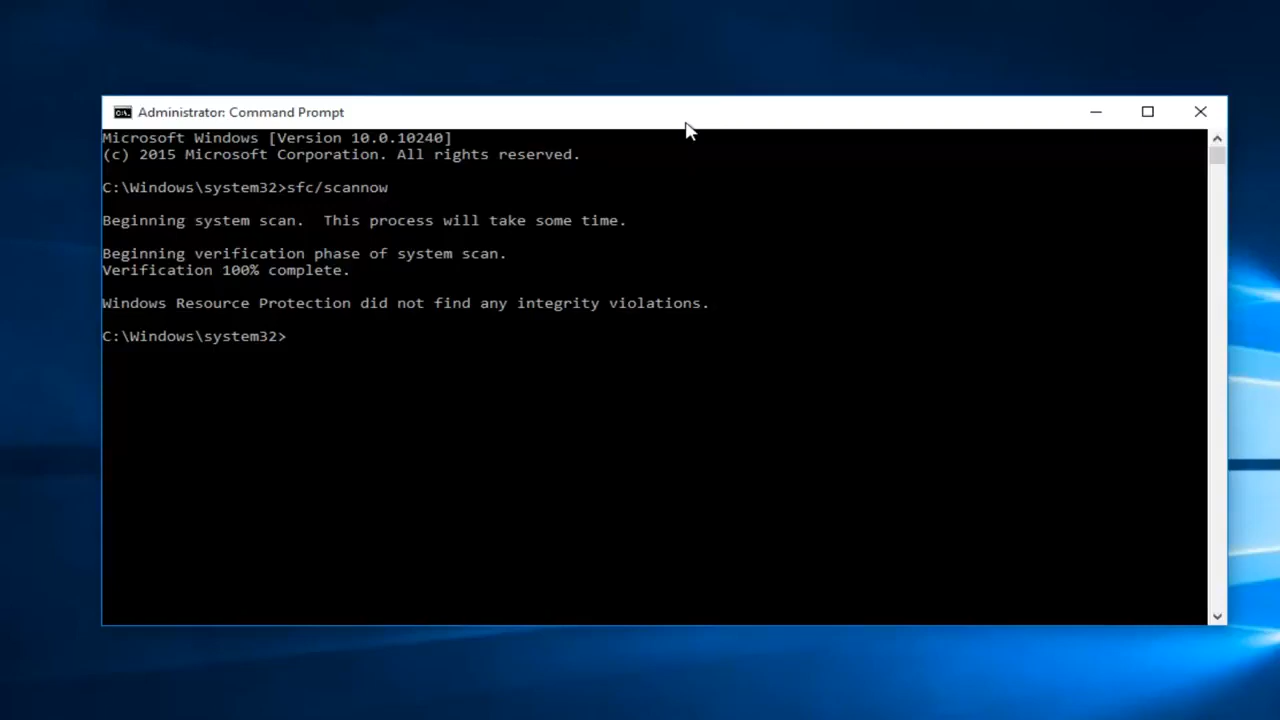 Administrator: Command Prompt
Microsoft Windows [Version 10.0.10240]
(c) 2015 Microsoft Corporation. All rights reserved.
C:\Windows\system32>sfc/scannow
Beginning system scan.  This process will take some time.
Beginning verification phase of system scan.
Verification 100% complete.
Windows Resource Protection did not find any integrity violations.
C:\Windows\system32>